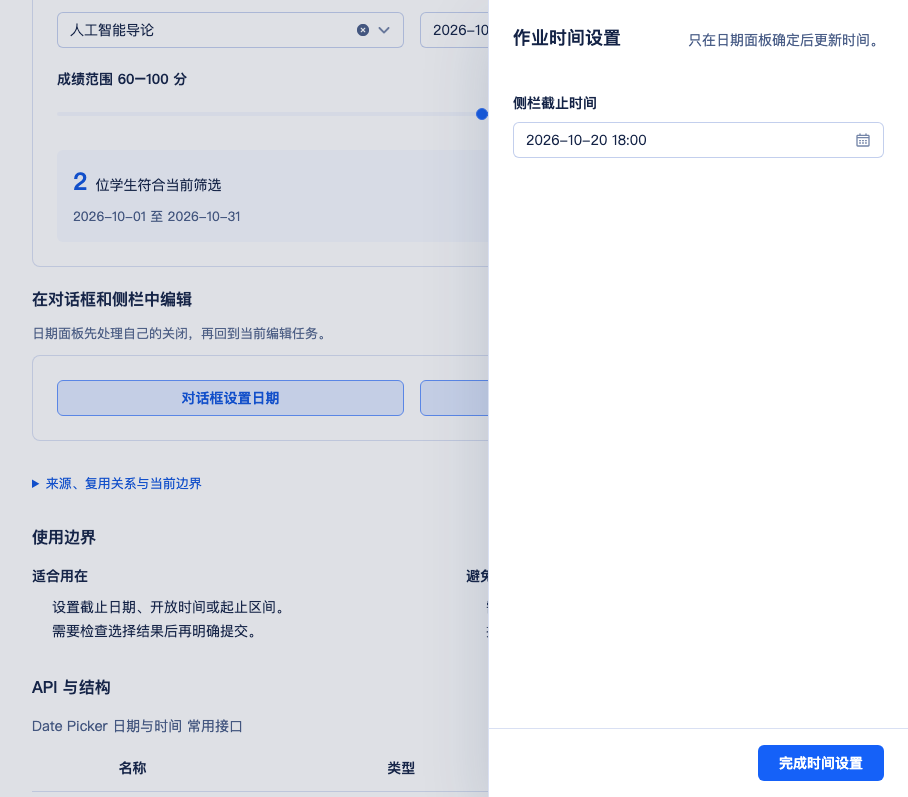 人工智能导论
2026-10
成绩范围 60—100 分
2 位学生符合当前筛选
2026-10-01 至 2026-10-31
在对话框和侧栏中编辑
日期面板先处理自己的关闭，再回到当前编辑任务。
对话框设置日期
来源、复用关系与当前边界
使用边界
适合用在
避免
设置截止日期、开放时间或起止区间。
需要检查选择结果后再明确提交。
API 与结构
Date Picker 日期与时间 常用接口
名称
类型
作业时间设置
只在日期面板确定后更新时间。
侧栏截止时间
2026-10-20 18:00
完成时间设置